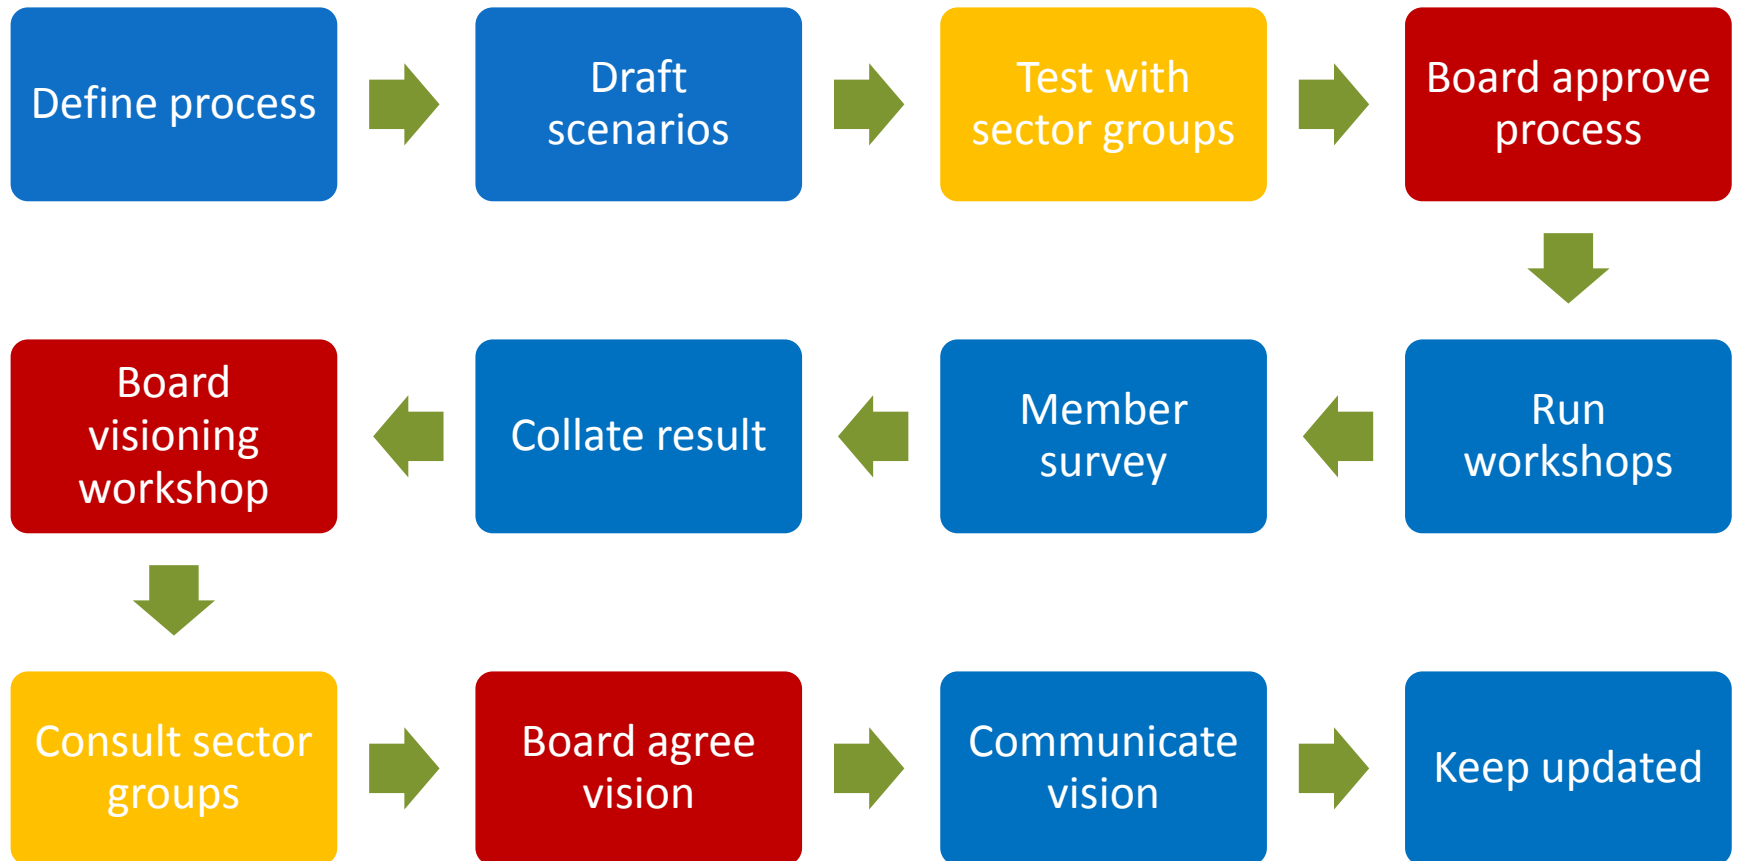 Define process
Draft
scenarios
Test with
sector groups
Board approve
process
Run
workshops
Member
survey
Collate result
Board
visioning
workshop
Consult sector
groups
Board agree
vision
Communicate
vision
Keep updated